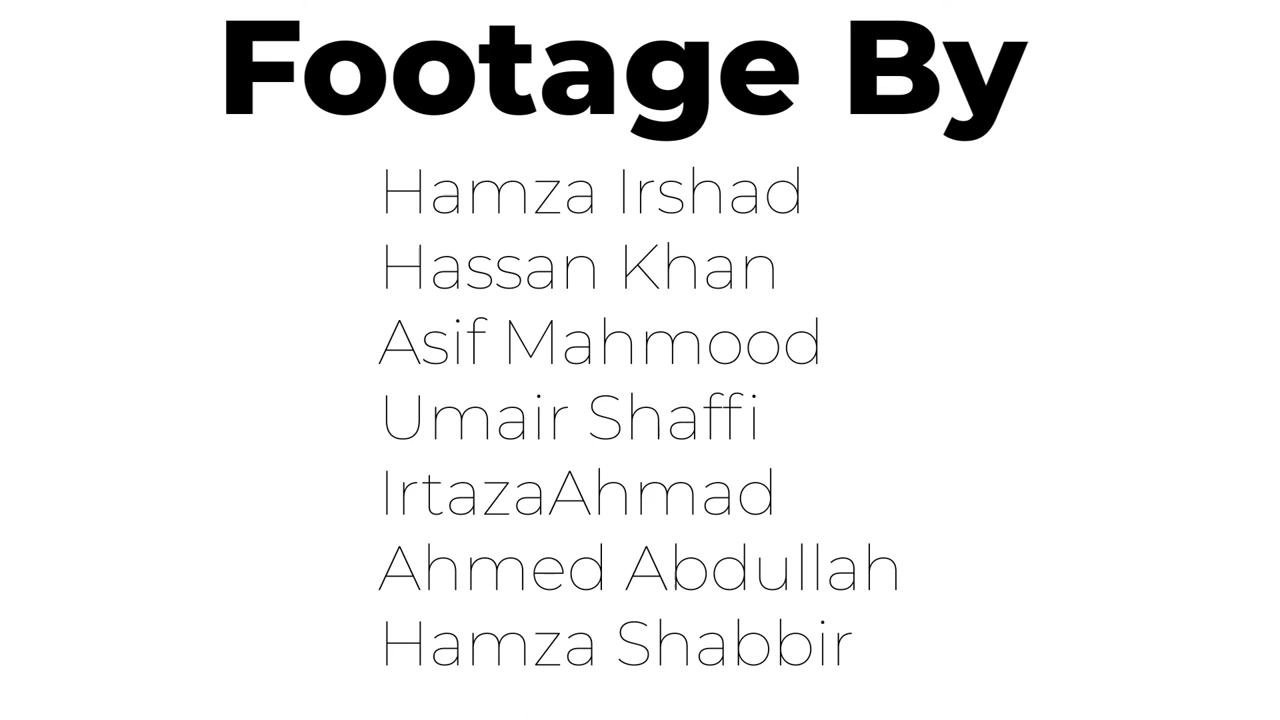 Footage By
Hamza Irshad
Hassan Khan
Asif Mahmood
Umair Shaffi
IrtazaAhmad
Ahmed Abdullah
Hamza Shabbir